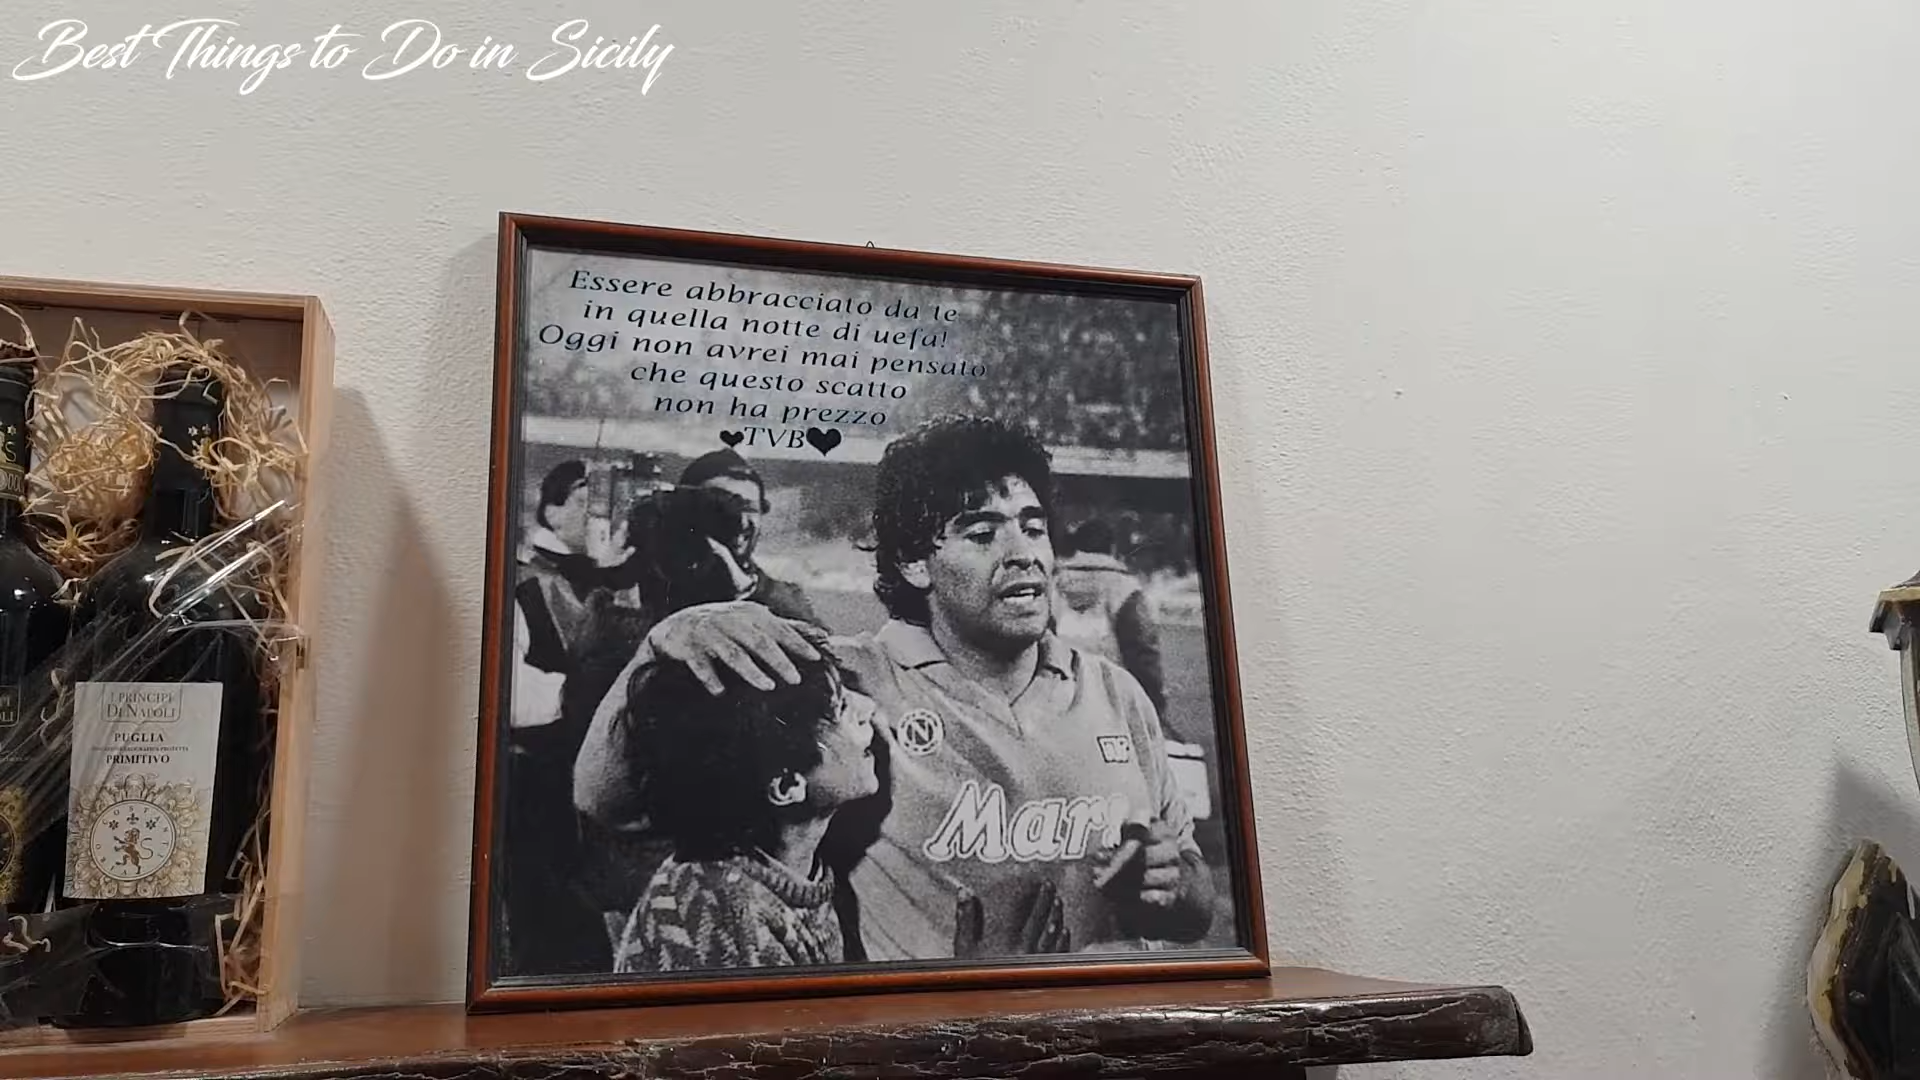 Best Things to Do in Sicily
Essere abbracciato da te
in quella notte di uefa!
Oggi non avrei mai pensato
che questo scatto
non ha prezzo
TVB
N
Mar
I PRINCIPI
DI NAPOLI
PUGLIA
PRIMITIVO
S